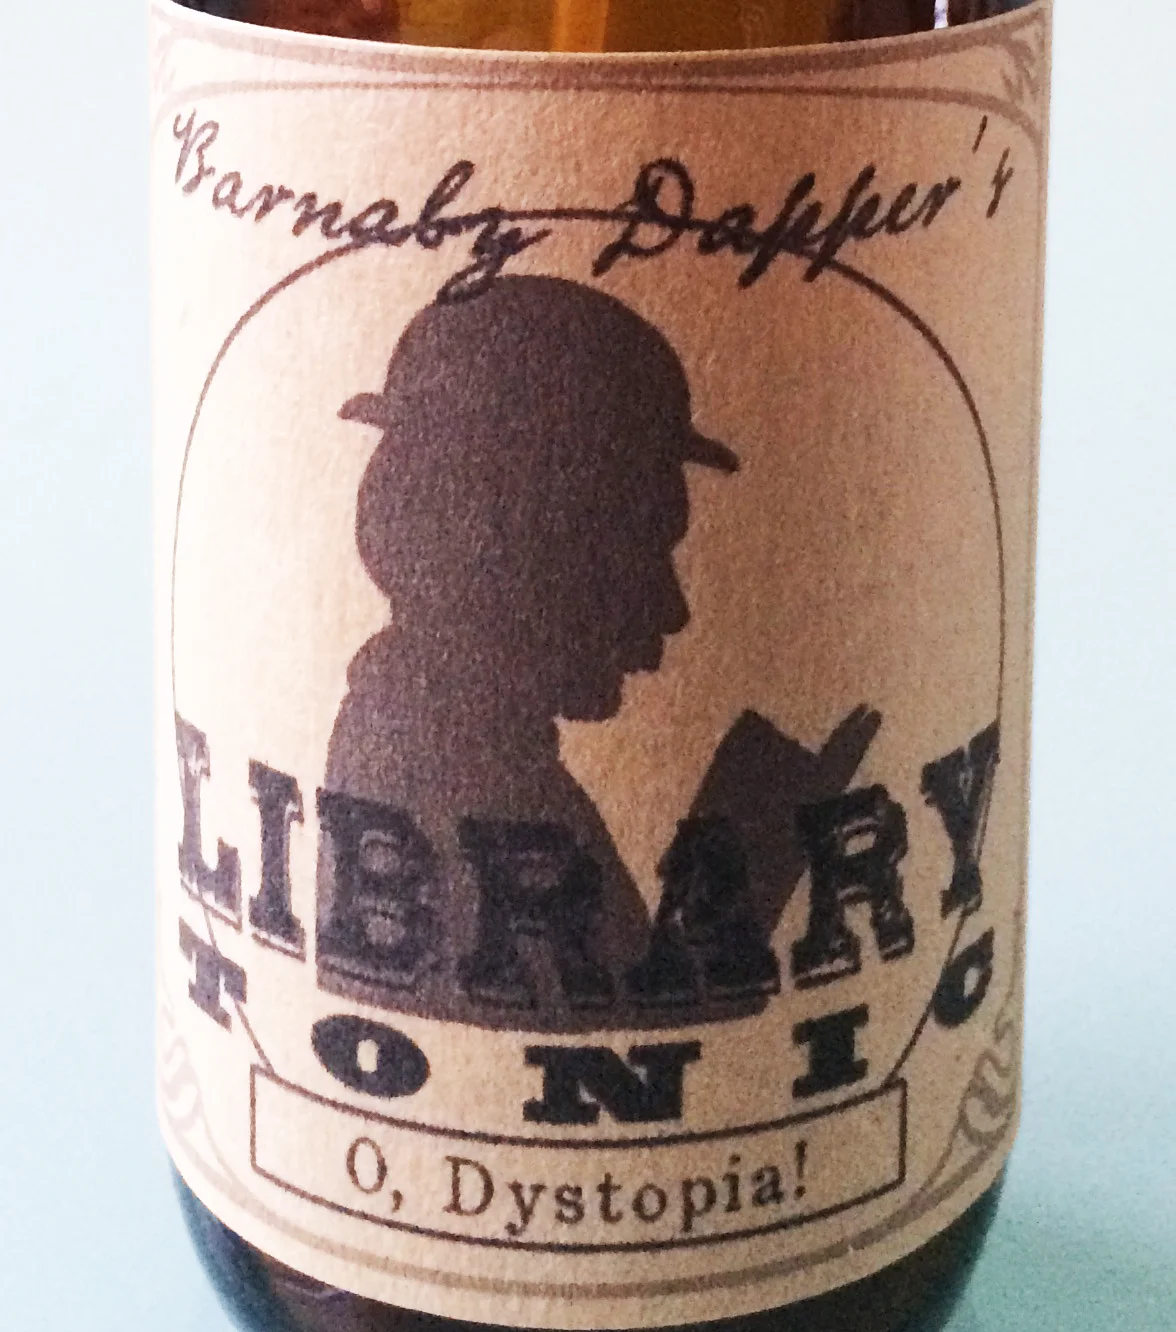 Barnaby Dapper's
LIBRARY
TONIC
O, Dystopia!